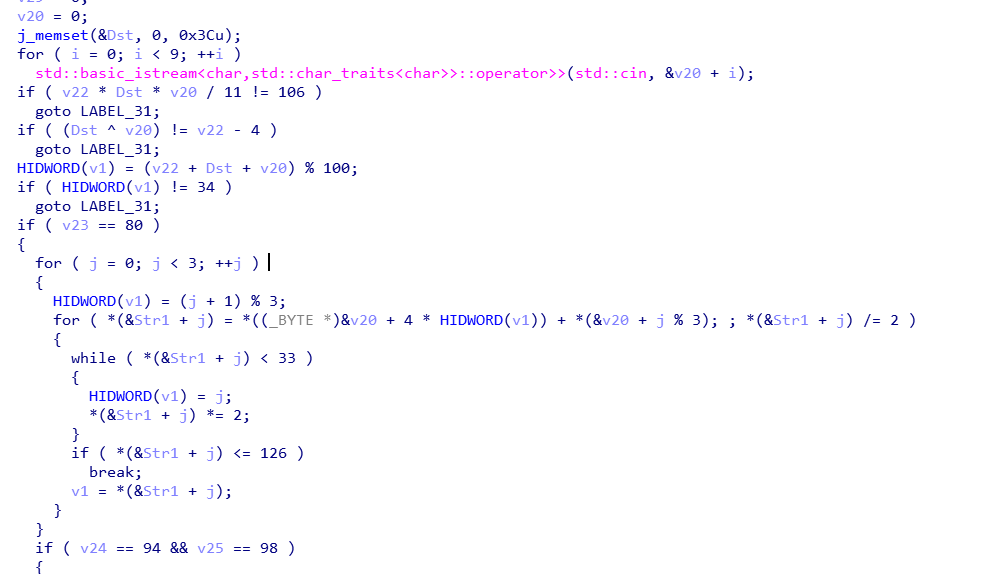 v20 = 0;
j_memset(&Dst, 0, 0x3Cu);
for ( i = 0; i < 9; ++i )
std::basic_istream<char,std::char_traits<char>>::operator>>(std::cin, &v20 + i);
if ( v22 * Dst * v20 / 11 != 106 )
goto LABEL_31;
if ( (Dst ^ v20) != v22 - 4 )
goto LABEL_31;
HIDWORD(v1) = (v22 + Dst + v20) % 100;
if ( HIDWORD(v1) != 34 )
goto LABEL_31;
if ( v23 == 80 )
{
for ( j = 0; j < 3; ++j )
{
HIDWORD(v1) = (j + 1) % 3;
for ( *(&Str1 + j) = *((_BYTE *)&v20 + 4 * HIDWORD(v1)) + *(&v20 + j % 3); ; *(&Str1 + j) /= 2 )
{
while ( *(&Str1 + j) < 33 )
{
HIDWORD(v1) = j;
*(&Str1 + j) *= 2;
}
if ( *(&Str1 + j) <= 126 )
break;
v1 = *(&Str1 + j);
}
}
if ( v24 == 94 && v25 == 98 )
{